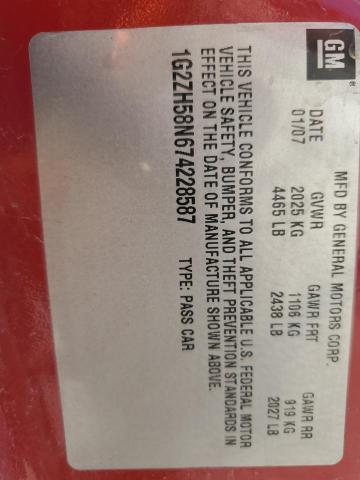 GM
MFD BY GENERAL MOTORS CORP.
DATE GVWR GAWR FRT GAWR RR
01/07 2025 KG 1106 KG 919 KG
4465 LB 2438 LB 2027 LB
THIS VEHICLE CONFORMS TO ALL APPLICABLE U.S. FEDERAL MOTOR
VEHICLE SAFETY, BUMPER, AND THEFT PREVENTION STANDARDS IN
EFFECT ON THE DATE OF MANUFACTURE SHOWN ABOVE.
1G2ZH58N674228587 TYPE: PASS CAR